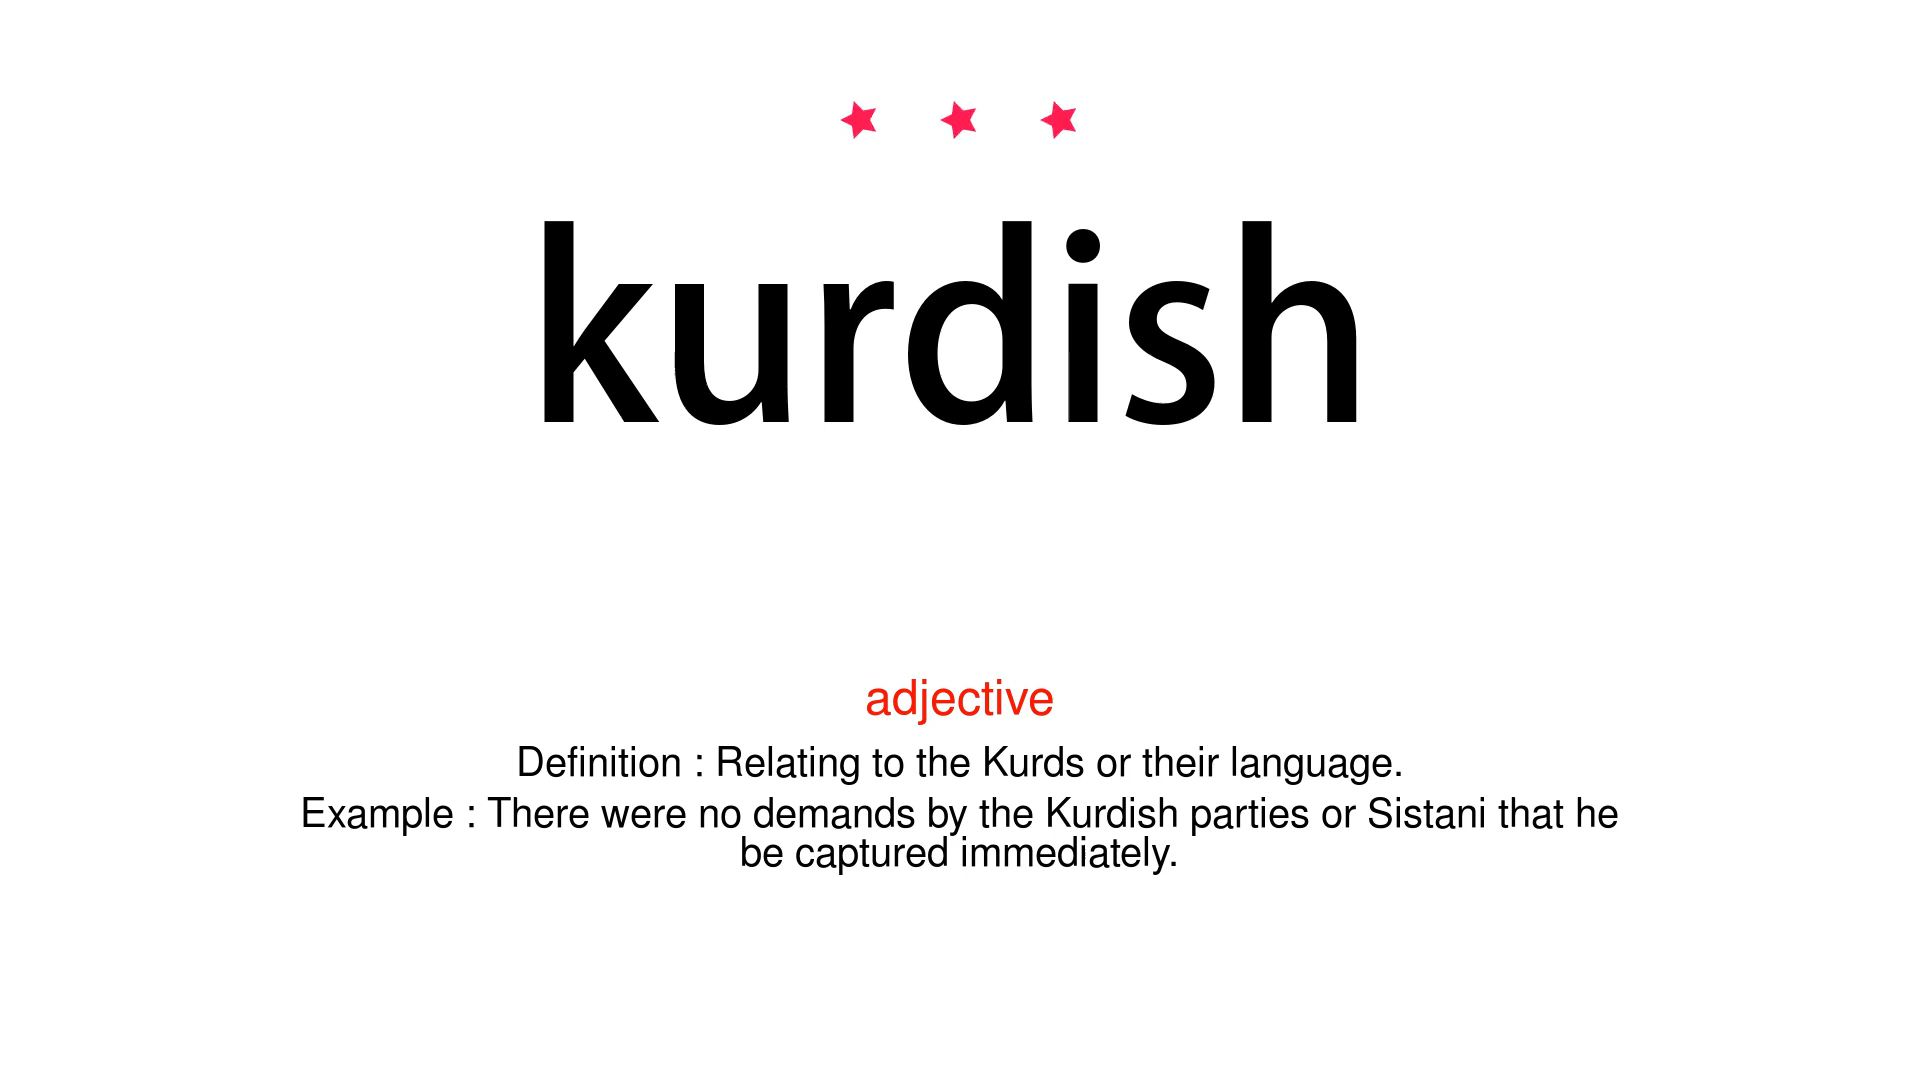 kurdish
adjective
Definition : Relating to the Kurds or their language.
Example : There were no demands by the Kurdish parties or Sistani that he
be captured immediately.